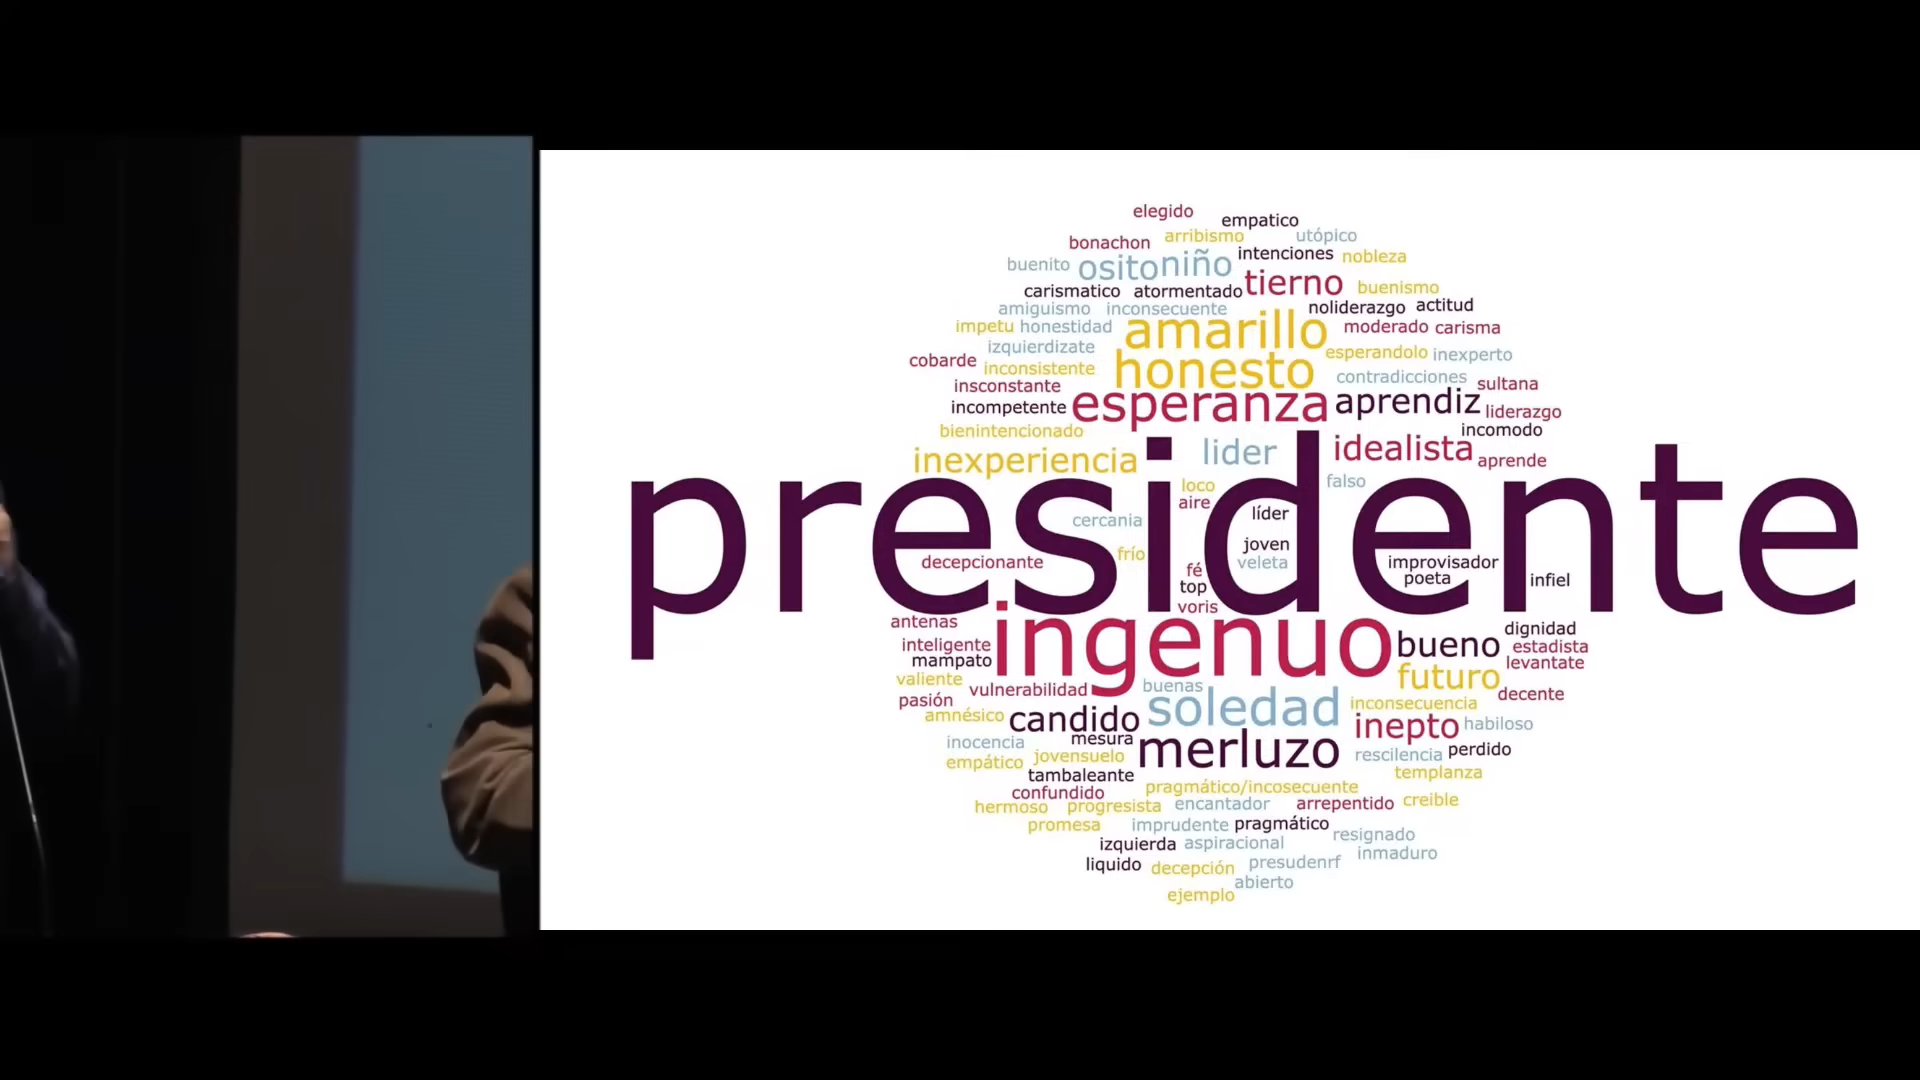 elegido
empatico
bonachon
arribismo
utópico
intenciones
nobleza
buenito
osito
niño
tierno
carismatico
atormentado
buenismo
amiguismo
inconsecuente
noliderazgo
actitud
impetu
honestidad
amarillo
moderado
carisma
izquierdizate
esperandolo
inexperto
cobarde
inconsistente
honesto
contradicciones
sultana
insconstante
incompetente
esperanza
aprendiz
liderazgo
bienintencionado
incomodo
inexperiencia
lider
idealista
aprende
loco
falso
aire
cercania
líder
presidente
joven
frío
decepcionante
veleta
improvisador
fé
poeta
infiel
top
voris
antenas
ingenuo
dignidad
inteligente
bueno
estadista
mampato
levantate
valiente
futuro
vulnerabilidad
buenas
decente
pasión
inconsecuencia
amnésico
candido
soledad
inepto
habiloso
inocencia
mesura
merluzo
rescilencia
perdido
empático
jovensuelo
tambaleante
templanza
pragmático/incosecuente
confundido
hermoso
progresista
encantador
arrepentido
creible
promesa
imprudente
pragmático
resignado
izquierda
aspiracional
inmaduro
liquido
decepción
presudenrf
abierto
ejemplo